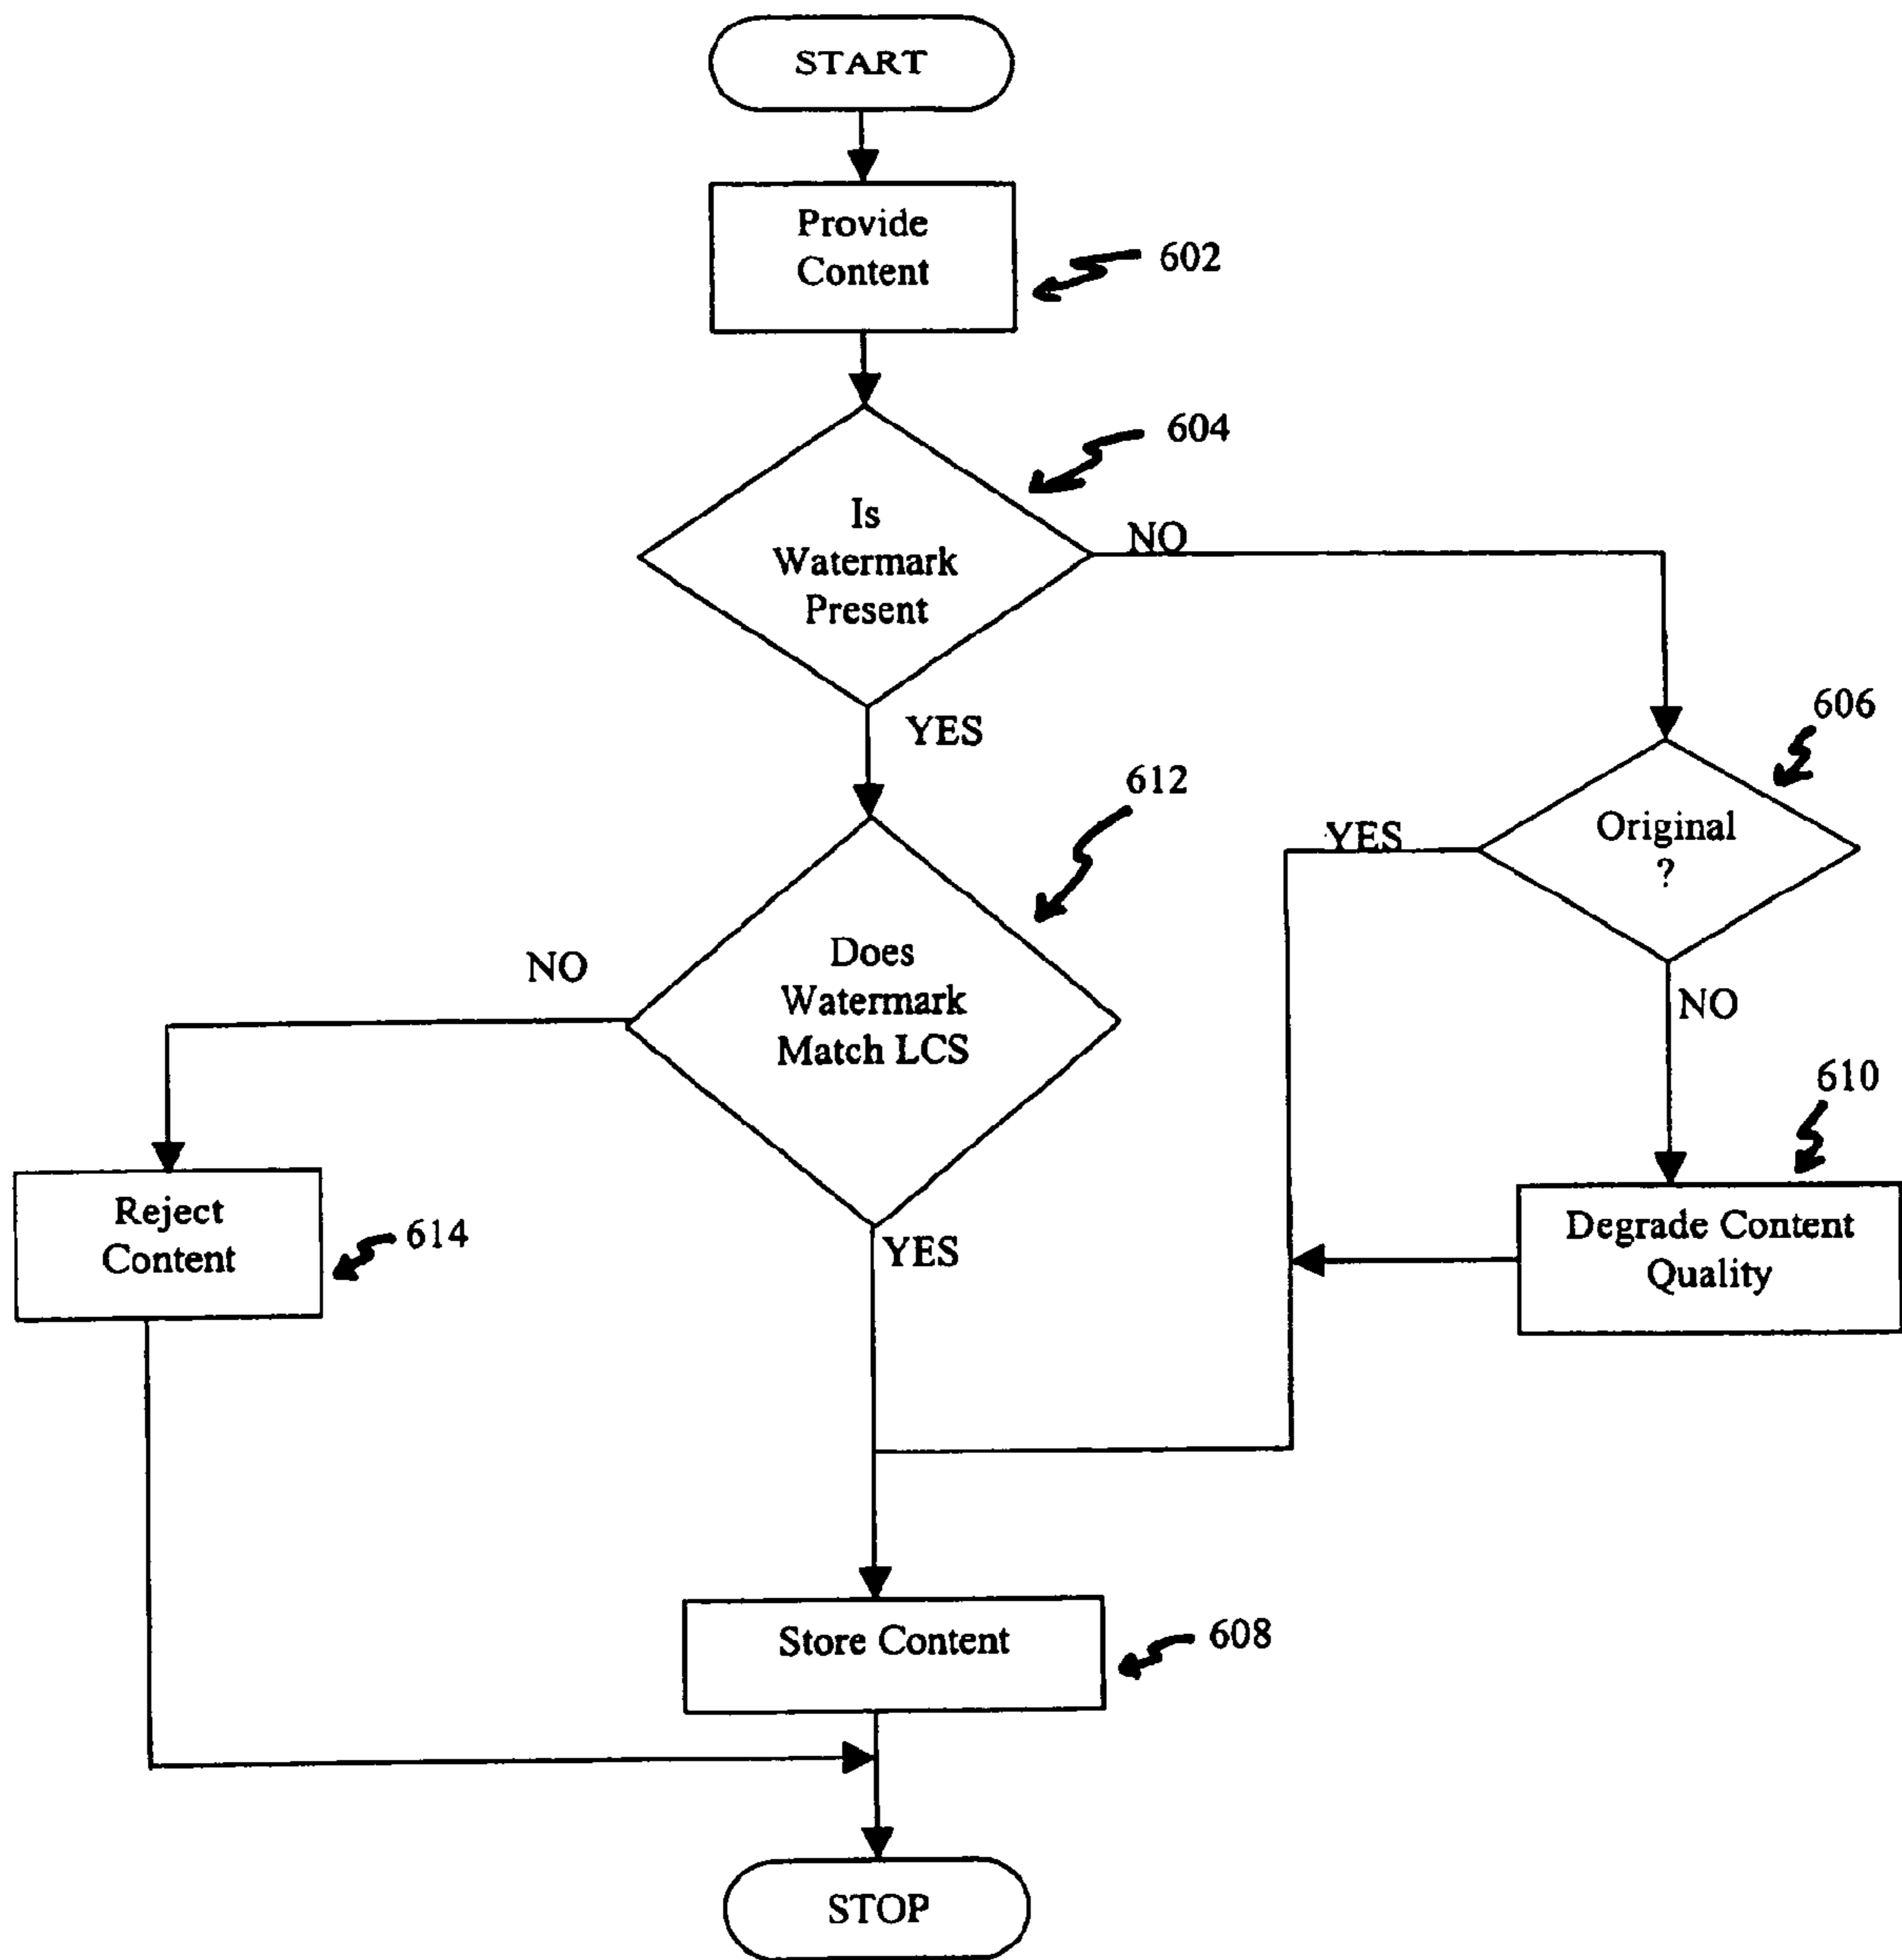 START
Provide
Content
602
604
Is
Watermark
Present
NO
YES
606
612
Original
?
YES
NO
Does
Watermark
Match LCS
NO
610
Reject
Content
614
YES
Degrade Content
Quality
Store Content
608
STOP